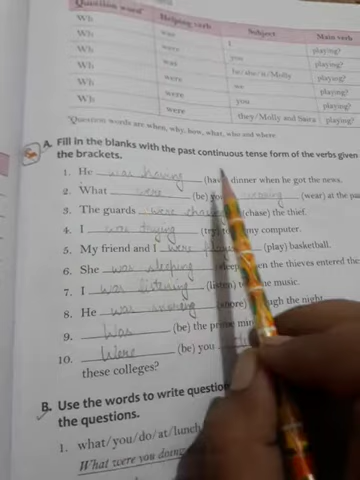 Question word* Helping verb Subject Main verb
Wh was I playing?
Wh were you playing?
Wh was he/she/it/Molly playing?
Wh were we playing?
Wh were you playing?
Wh were they/Molly and Sara playing?
*Question words are when, why, how, what, who and where.
A. Fill in the blanks with the past continuous tense form of the verbs given
the brackets.
1. He was having (have) dinner when he got the news.
2. What were (be) you wearing (wear) at the pa
3. The guards were chasing (chase) the thief.
4. I was trying (try) my computer.
5. My friend and I were playing (play) basketball.
6. She was sleeping (sleep) en the thieves entered the
7. I was listening (listen) to the music.
8. He was snoring (snore) ugh the night.
9. Was (be) the pri
10. Were (be) you
these colleges?
B. Use the words to write question
the questions.
1. what/you/do/at/lunch
What were you doing